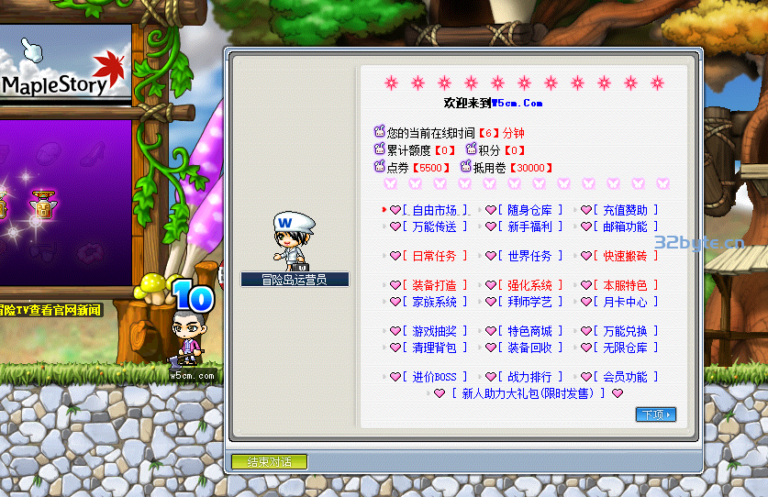 MapleStory
欢迎来到W5cm.Com
您的当前在线时间【6】分钟
累计额度【0】 积分【0】
点券【5500】 抵用卷【30000】
[ 自由市场 ] [ 随身仓库 ] [ 充值赞助 ]
[ 万能传送 ] [ 新手福利 ] [ 邮箱功能 ]
32byte.cn
[ 日常任务 ] [ 世界任务 ] [ 快速搬砖 ]
[ 装备打造 ] [ 强化系统 ] [ 本服特色 ]
[ 家族系统 ] [ 拜师学艺 ] [ 月卡中心 ]
[ 游戏抽奖 ] [ 特色商城 ] [ 万能兑换 ]
[ 清理背包 ] [ 装备回收 ] [ 无限仓库 ]
[ 进价BOSS ] [ 战力排行 ] [ 会员功能 ]
[ 新人助力大礼包(限时发售) ]
下项
结束对话
W
冒险岛运营员
冒险TV查看官网新闻
10
w5cm.com